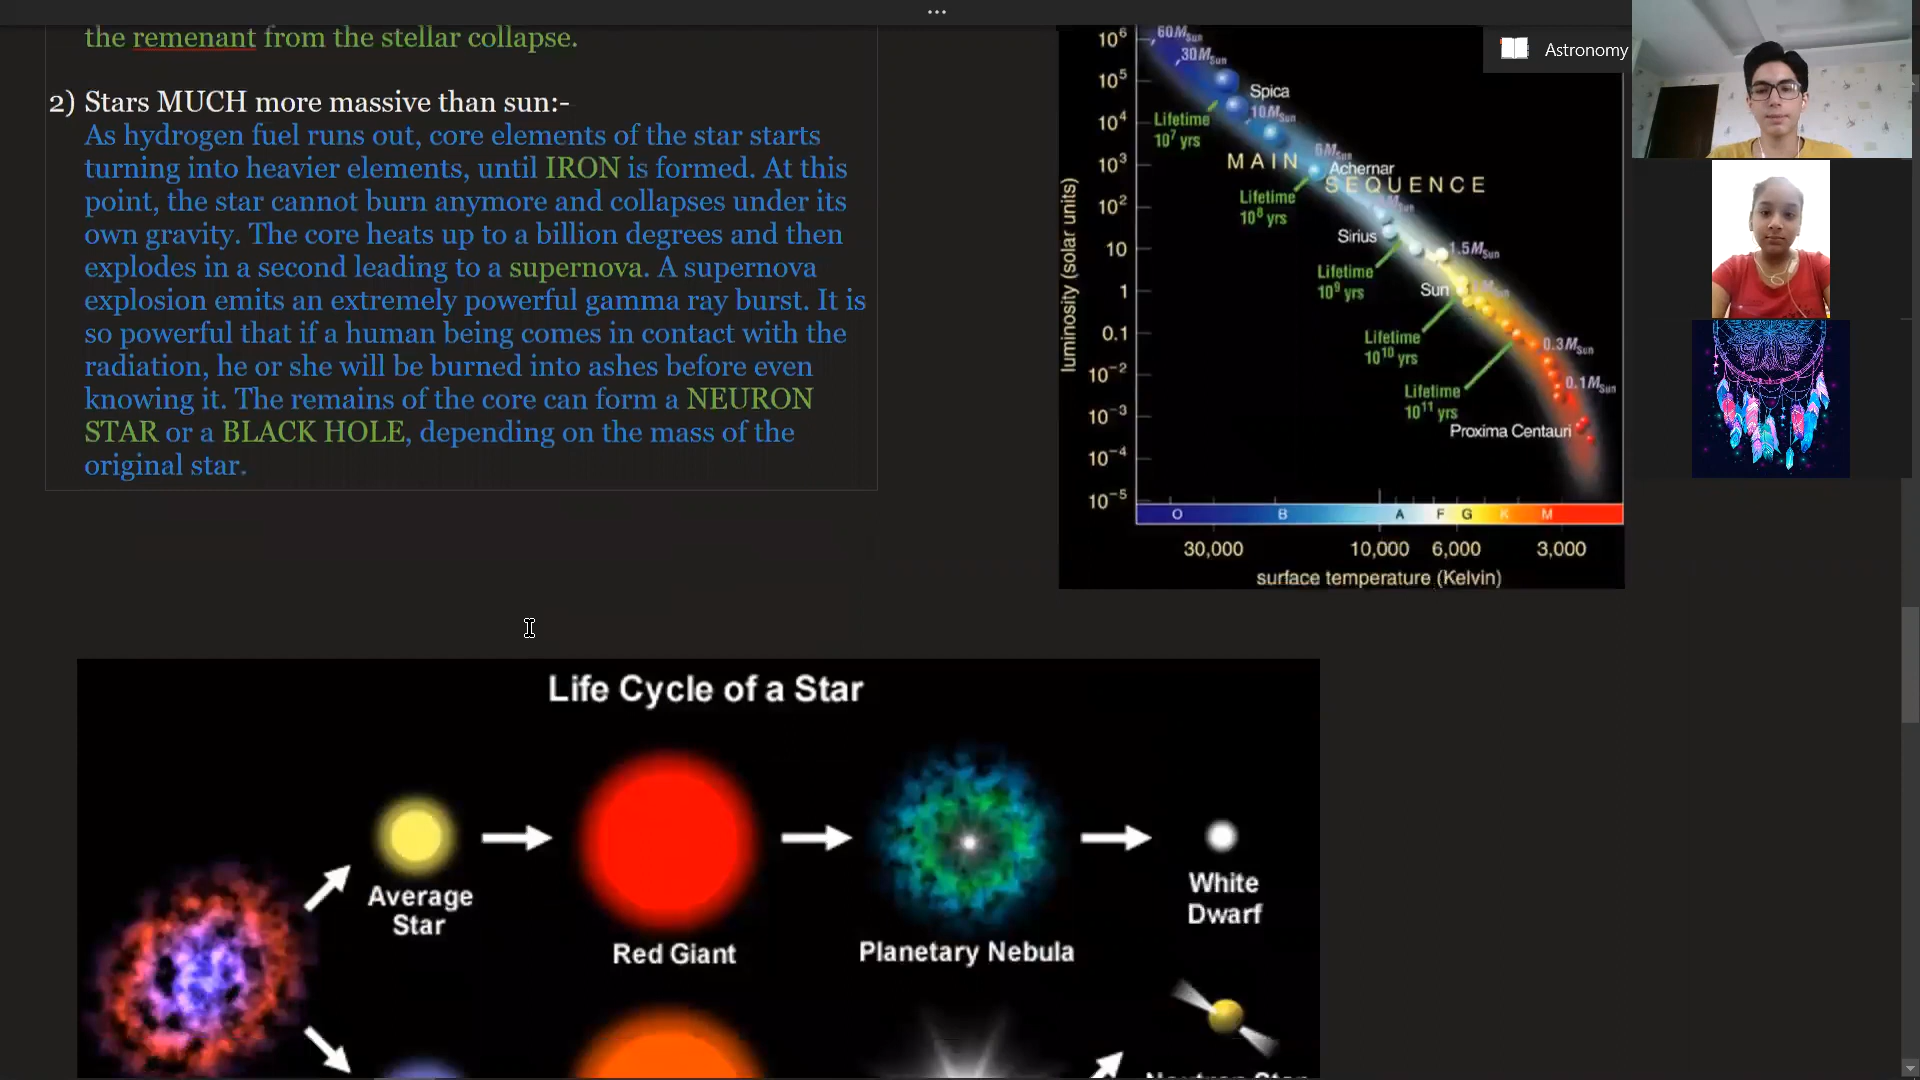 the remenant from the stellar collapse.
2) Stars MUCH more massive than sun:-
As hydrogen fuel runs out, core elements of the star starts
turning into heavier elements, until IRON is formed. At this
point, the star cannot burn anymore and collapses under its
own gravity. The core heats up to a billion degrees and then
explodes in a second leading to a supernova. A supernova
explosion emits an extremely powerful gamma ray burst. It is
so powerful that if a human being comes in contact with the
radiation, he or she will be burned into ashes before even
knowing it. The remains of the core can form a NEURON
STAR or a BLACK HOLE, depending on the mass of the
original star.
Astronomy
luminosity (solar units)
10⁶
10⁵
10⁴
10³
10²
10
1
0.1
10⁻²
10⁻³
10⁻⁴
10⁻⁵
60MSun
30MSun
Spica
10MSun
Lifetime
10⁷ yrs
MAIN
6MSun
Achernar
SEQUENCE
Lifetime
10⁸ yrs
Sirius
1.5MSun
Lifetime
10⁹ yrs
Sun
Lifetime
10¹⁰ yrs
0.3MSun
0.1MSun
Lifetime
10¹¹ yrs
Proxima Centauri
O B A F G K M
30,000 10,000 6,000 3,000
surface temperature (Kelvin)
Life Cycle of a Star
Average
Star
Red Giant
Planetary Nebula
White
Dwarf
Neutron Star